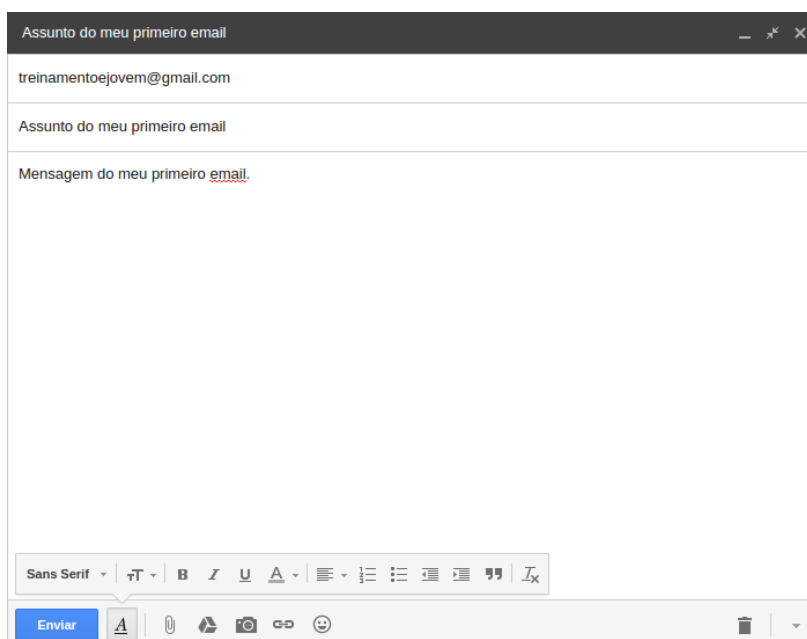 Assunto do meu primeiro email
treinamentoejovem@gmail.com
Assunto do meu primeiro email
Mensagem do meu primeiro email.
Sans Serif
Enviar